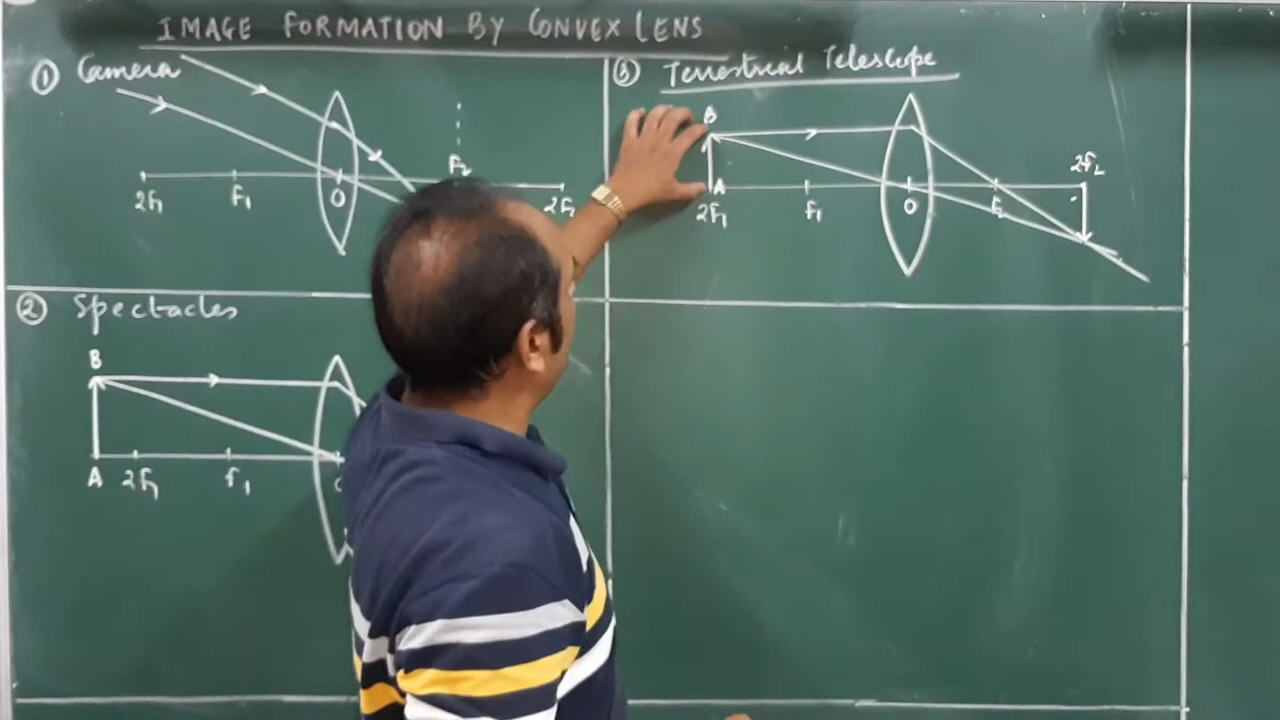 IMAGE FORMATION BY CONVEX LENS
① Camera
2F₁ F₁ O F₂ 2F₂
② Spectacles
B
A 2F₁ F₁
③ Terrestrial Telescope
B
2F₂
A
2F₁ F₁ O F₂